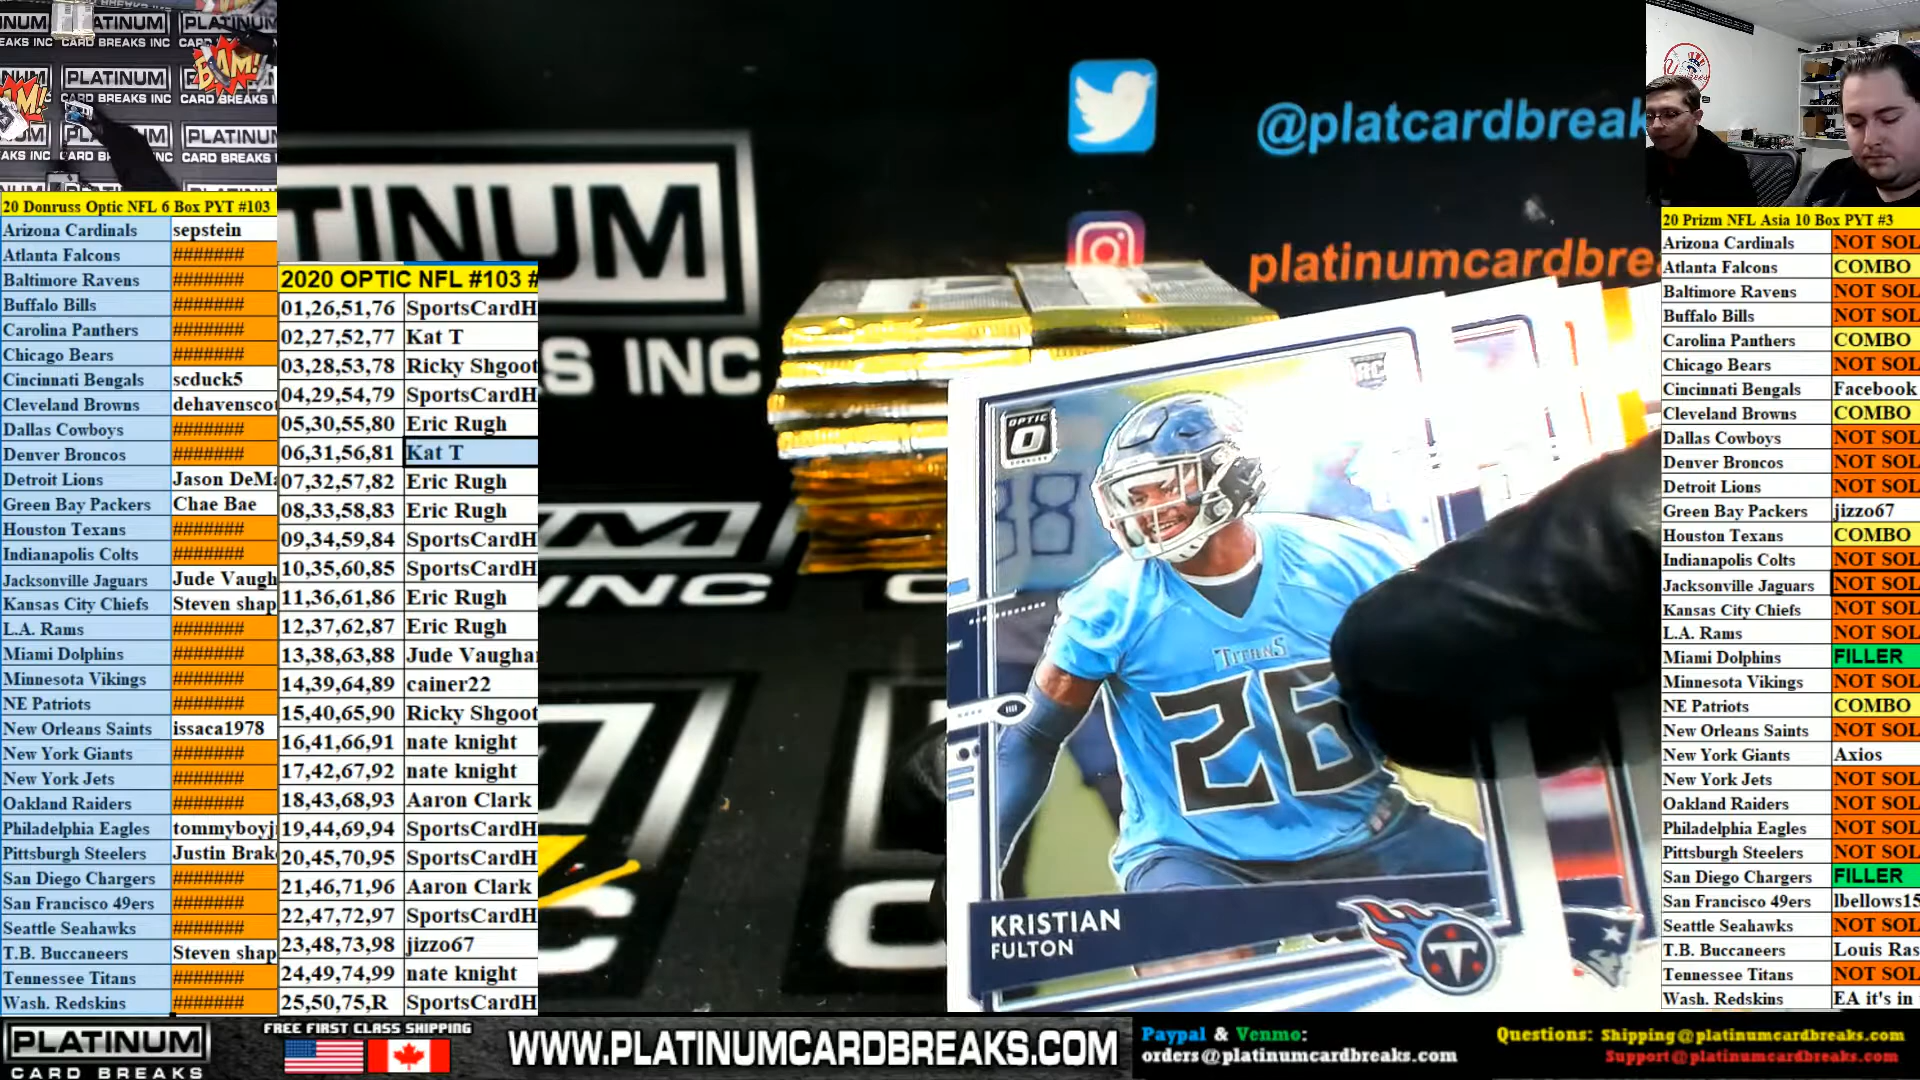 PLATINUM
CARD BREAKS INC
BAM!
20 Donruss Optic NFL 6 Box PYT #103
Arizona Cardinals sepstein
Atlanta Falcons #######
Baltimore Ravens #######
Buffalo Bills #######
Carolina Panthers #######
Chicago Bears #######
Cincinnati Bengals scduck5
Cleveland Browns dehavenscot
Dallas Cowboys #######
Denver Broncos #######
Detroit Lions Jason DeMa
Green Bay Packers Chae Bae
Houston Texans #######
Indianapolis Colts #######
Jacksonville Jaguars Jude Vaugh
Kansas City Chiefs Steven shap
L.A. Rams #######
Miami Dolphins #######
Minnesota Vikings #######
NE Patriots #######
New Orleans Saints issaca1978
New York Giants #######
New York Jets #######
Oakland Raiders #######
Philadelphia Eagles tommyboyj
Pittsburgh Steelers Justin Brak
San Diego Chargers #######
San Francisco 49ers #######
Seattle Seahawks #######
T.B. Buccaneers Steven shap
Tennessee Titans #######
Wash. Redskins #######
2020 OPTIC NFL #103 #
01,26,51,76 SportsCardH
02,27,52,77 Kat T
03,28,53,78 Ricky Shgoot
04,29,54,79 SportsCardH
05,30,55,80 Eric Rugh
06,31,56,81 Kat T
07,32,57,82 Eric Rugh
08,33,58,83 Eric Rugh
09,34,59,84 SportsCardH
10,35,60,85 SportsCardH
11,36,61,86 Eric Rugh
12,37,62,87 Eric Rugh
13,38,63,88 Jude Vaughan
14,39,64,89 cainer22
15,40,65,90 Ricky Shgoot
16,41,66,91 nate knight
17,42,67,92 nate knight
18,43,68,93 Aaron Clark
19,44,69,94 SportsCardH
20,45,70,95 SportsCardH
21,46,71,96 Aaron Clark
22,47,72,97 SportsCardH
23,48,73,98 jizzo67
24,49,74,99 nate knight
25,50,75,R SportsCardH
TINUM
S INC
INC
@platcardbreak
platinumcardbrea
OPTIC
RC
TITANS
26
KRISTIAN
FULTON
T
20 Prizm NFL Asia 10 Box PYT #3
Arizona Cardinals NOT SOL
Atlanta Falcons COMBO
Baltimore Ravens NOT SOL
Buffalo Bills NOT SOL
Carolina Panthers COMBO
Chicago Bears NOT SOL
Cincinnati Bengals Facebook
Cleveland Browns COMBO
Dallas Cowboys NOT SOL
Denver Broncos NOT SOL
Detroit Lions NOT SOL
Green Bay Packers jizzo67
Houston Texans COMBO
Indianapolis Colts NOT SOL
Jacksonville Jaguars NOT SOL
Kansas City Chiefs NOT SOL
L.A. Rams NOT SOL
Miami Dolphins FILLER
Minnesota Vikings NOT SOL
NE Patriots COMBO
New Orleans Saints NOT SOL
New York Giants Axios
New York Jets NOT SOL
Oakland Raiders NOT SOL
Philadelphia Eagles NOT SOL
Pittsburgh Steelers NOT SOL
San Diego Chargers FILLER
San Francisco 49ers lbellows15
Seattle Seahawks NOT SOL
T.B. Buccaneers Louis Ras
Tennessee Titans NOT SOL
Wash. Redskins EA it's in
PLATINUM
CARD BREAKS
FREE FIRST CLASS SHIPPING
WWW.PLATINUMCARDBREAKS.COM
Paypal & Venmo:
orders@platinumcardbreaks.com
Questions: Shipping@platinumcardbreaks.com
Support@platinumcardbreaks.com